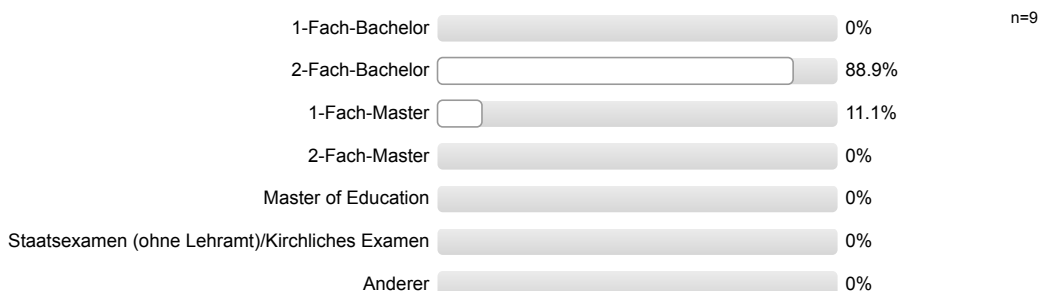 1-Fach-Bachelor 0% n=9
2-Fach-Bachelor 88.9%
1-Fach-Master 11.1%
2-Fach-Master 0%
Master of Education 0%
Staatsexamen (ohne Lehramt)/Kirchliches Examen 0%
Anderer 0%